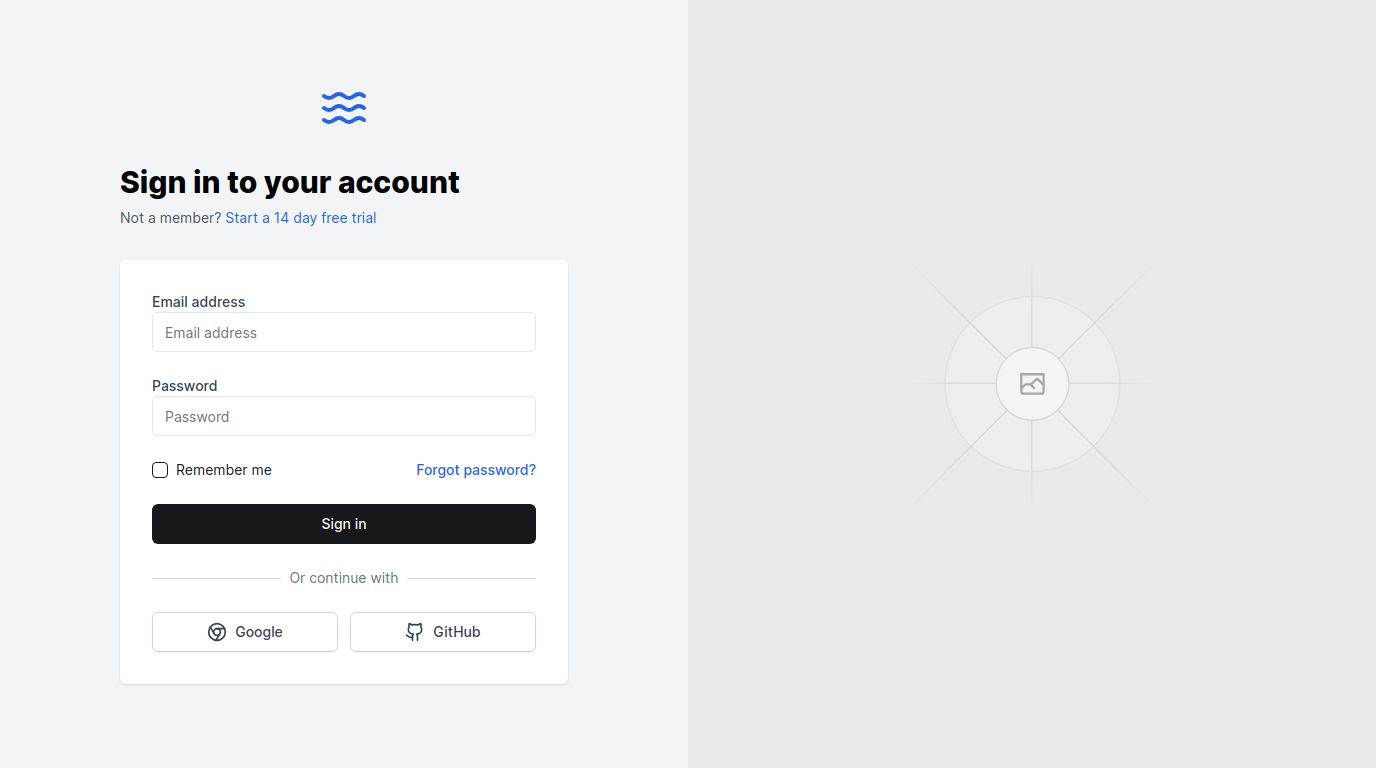 Sign in to your account
Not a member? Start a 14 day free trial
Email address
Email address
Password
Password
Remember me
Forgot password?
Sign in
Or continue with
Google
GitHub